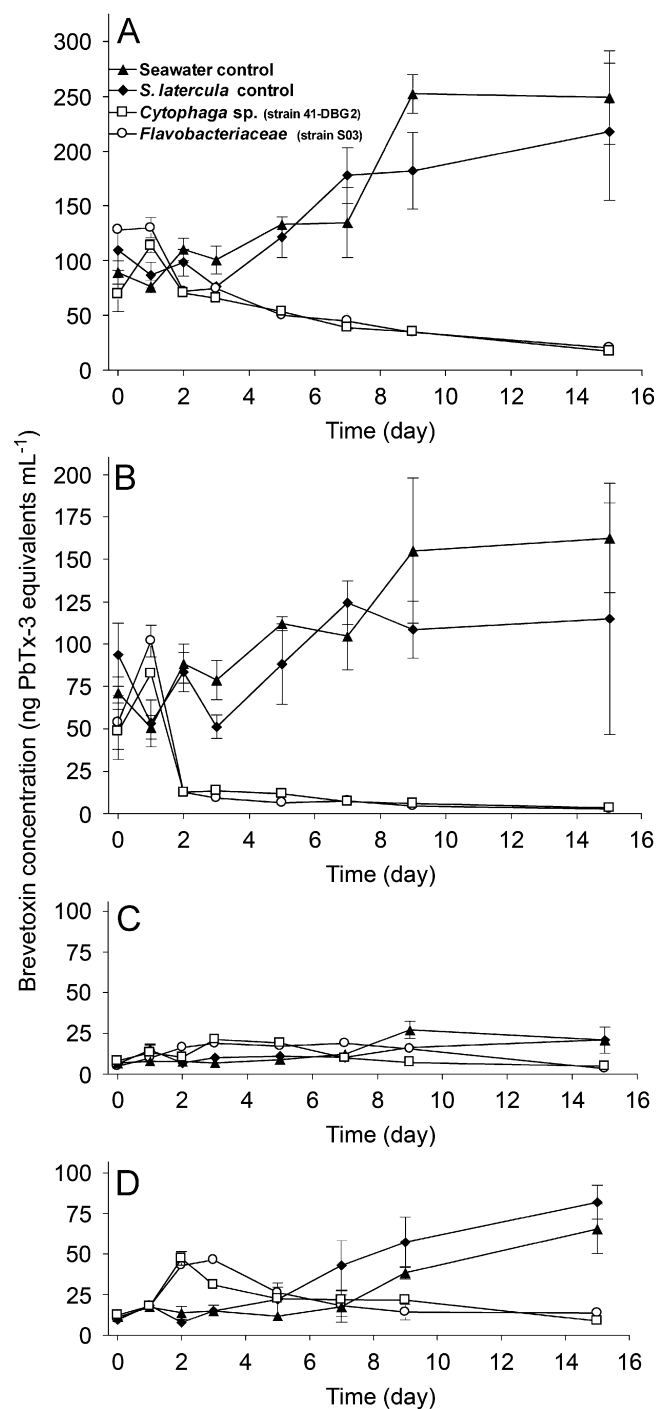 Brevetoxin concentration (ng PbTx-3 equivalents mL⁻¹)
A
Seawater control
S. latercula control
Cytophaga sp. (strain 41-DBG2)
Flavobacteriaceae (strain S03)
300
250
200
150
100
50
0
0 2 4 6 8 10 12 14 16
Time (day)
B
200
175
150
125
100
75
50
25
0
0 2 4 6 8 10 12 14 16
Time (day)
C
100
75
50
25
0
0 2 4 6 8 10 12 14 16
Time (day)
D
100
75
50
25
0
0 2 4 6 8 10 12 14 16
Time (day)